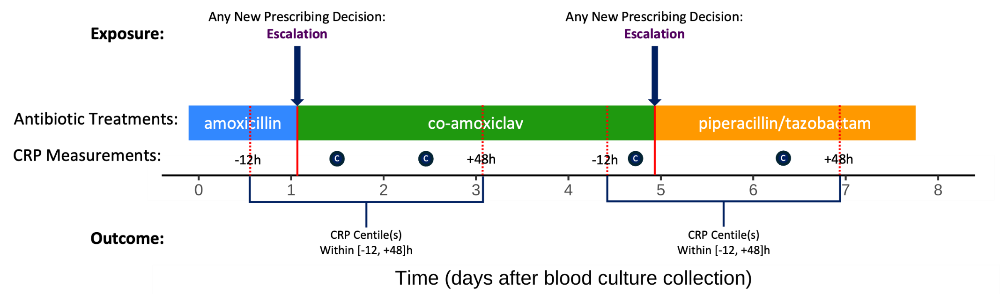 Any New Prescribing Decision: Any New Prescribing Decision:
Exposure: Escalation Escalation
Antibiotic Treatments: amoxicillin co-amoxiclav piperacillin/tazobactam
CRP Measurements: -12h C C +48h -12h C C +48h
0 1 2 3 4 5 6 7 8
Outcome: CRP Centile(s) CRP Centile(s)
Within [-12, +48]h Within [-12, +48]h
Time (days after blood culture collection)